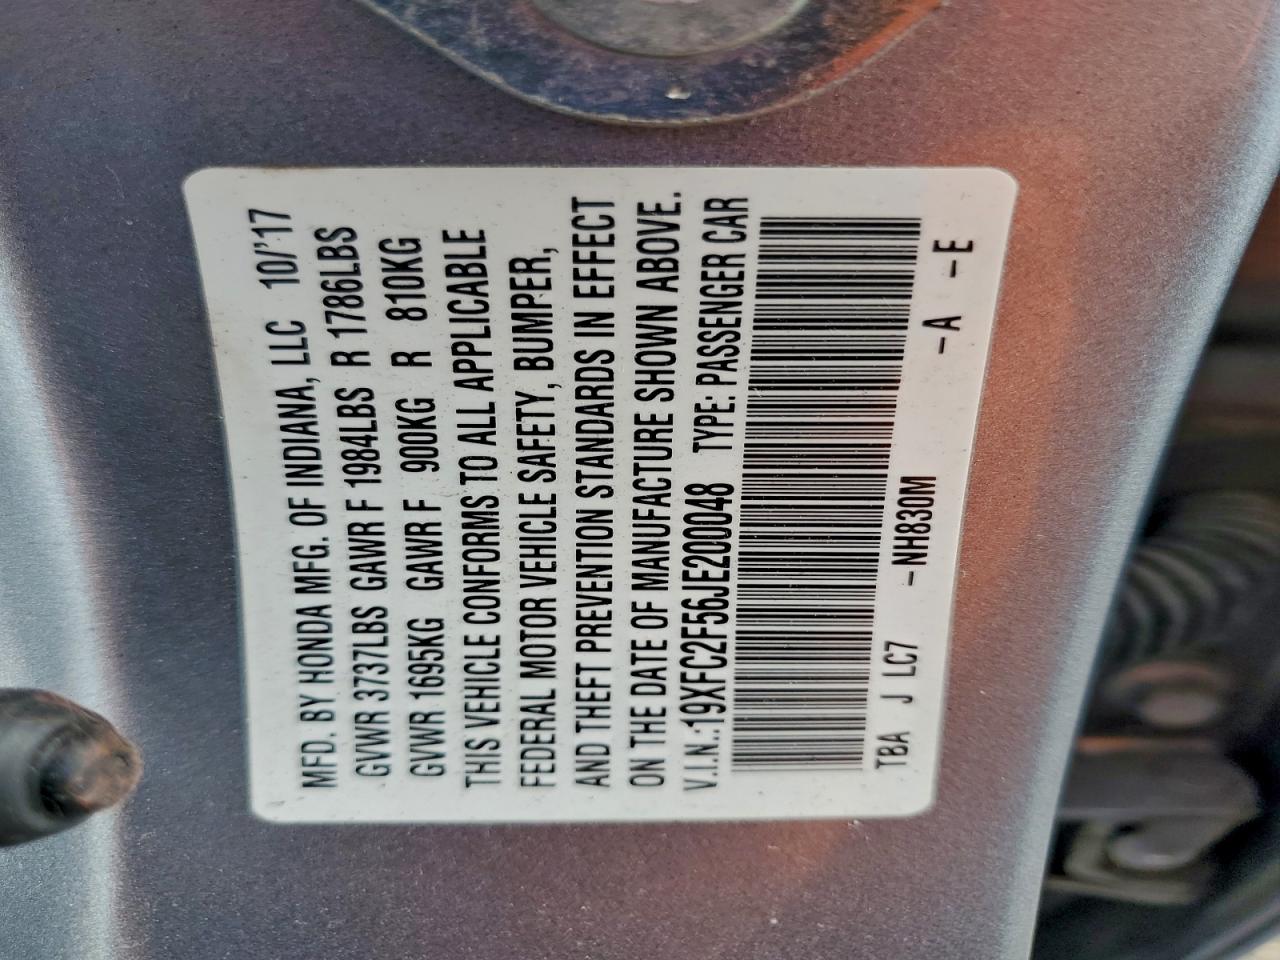 MFD. BY HONDA MFG. OF INDIANA, LLC 10/'17
GVWR 3737LBS GAWR F 1984LBS R 1786LBS
GVWR 1695KG GAWR F 900KG R 810KG
THIS VEHICLE CONFORMS TO ALL APPLICABLE
FEDERAL MOTOR VEHICLE SAFETY, BUMPER,
AND THEFT PREVENTION STANDARDS IN EFFECT
ON THE DATE OF MANUFACTURE SHOWN ABOVE.
V.I.N.:19XFC2F56JE200048 TYPE: PASSENGER CAR
TBA J LC7 -NH830M -A -E